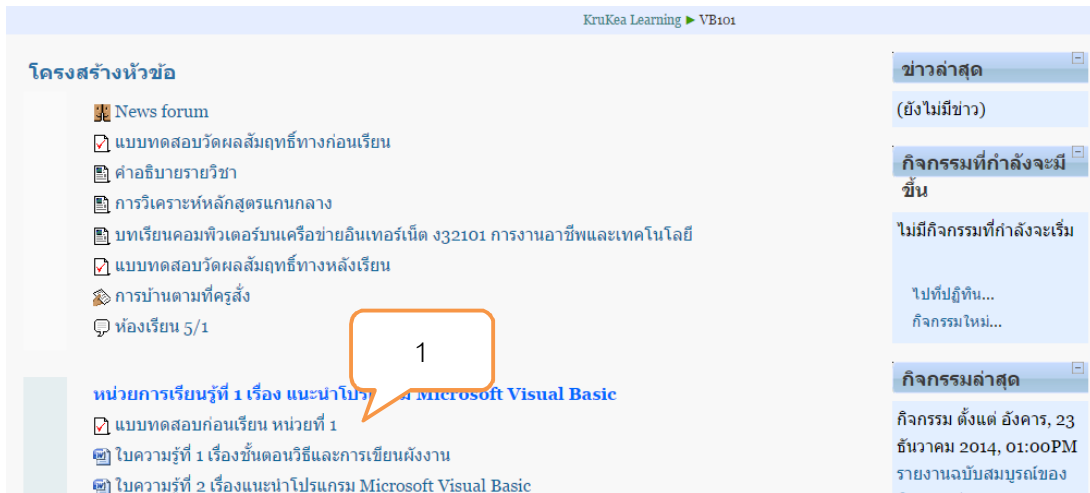 KruKea Learning ► VB101
โครงสร้างหัวข้อ
News forum
แบบทดสอบวัดผลสัมฤทธิ์ทางก่อนเรียน
คำอธิบายรายวิชา
การวิเคราะห์หลักสูตรแกนกลาง
บทเรียนคอมพิวเตอร์บนเครือข่ายอินเทอร์เน็ต ง32101 การงานอาชีพและเทคโนโลยี
แบบทดสอบวัดผลสัมฤทธิ์ทางหลังเรียน
การบ้านตามที่ครูสั่ง
ห้องเรียน 5/1
1
หน่วยการเรียนรู้ที่ 1 เรื่อง แนะนำ Microsoft Visual Basic
แบบทดสอบก่อนเรียน หน่วยที่ 1
ใบความรู้ที่ 1 เรื่องขั้นตอนวิธีและการเขียนผังงาน
ใบความรู้ที่ 2 เรื่องแนะนำโปรแกรม Microsoft Visual Basic
ข่าวล่าสุด
(ยังไม่มีข่าว)
กิจกรรมที่กำลังจะมี
ขึ้น
ไม่มีกิจกรรมที่กำลังจะเริ่ม
ไปที่ปฏิทิน...
กิจกรรมใหม่...
กิจกรรมล่าสุด
กิจกรรม ตั้งแต่ อังคาร, 23
ธันวาคม 2014, 01:00PM
รายงานฉบับสมบูรณ์ของ